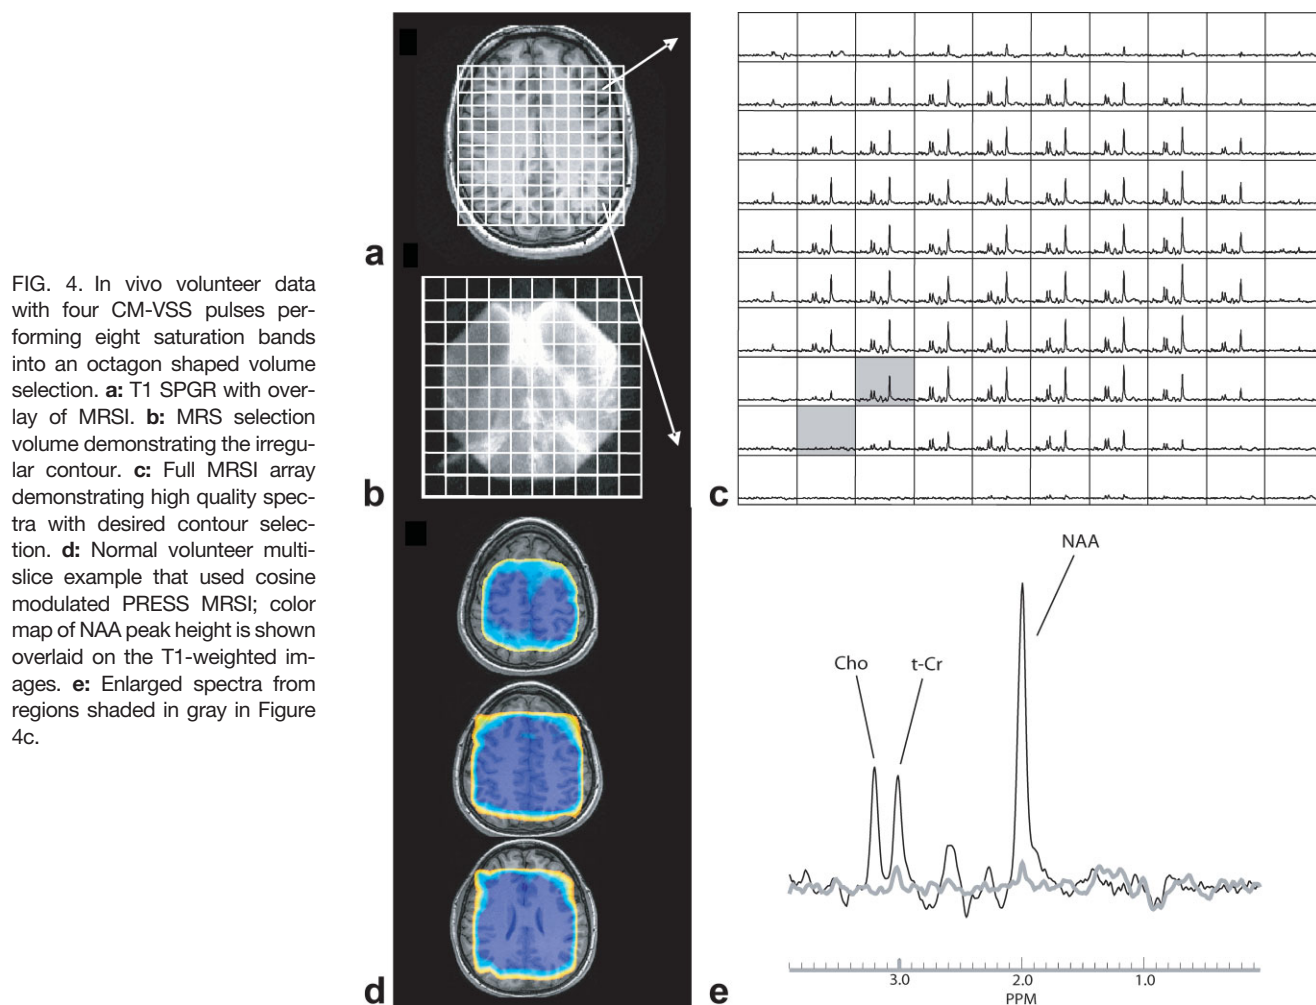 FIG. 4. In vivo volunteer data
with four CM-VSS pulses per-
forming eight saturation bands
into an octagon shaped volume
selection. a: T1 SPGR with over-
lay of MRSI. b: MRS selection
volume demonstrating the irregu-
lar contour. c: Full MRSI array
demonstrating high quality spec-
tra with desired contour selec-
tion. d: Normal volunteer multi-
slice example that used cosine
modulated PRESS MRSI; color
map of NAA peak height is shown
overlaid on the T1-weighted im-
ages. e: Enlarged spectra from
regions shaded in gray in Figure
4c.
a
b
c
d
NAA
Cho
t-Cr
3.0 2.0 1.0
PPM
e